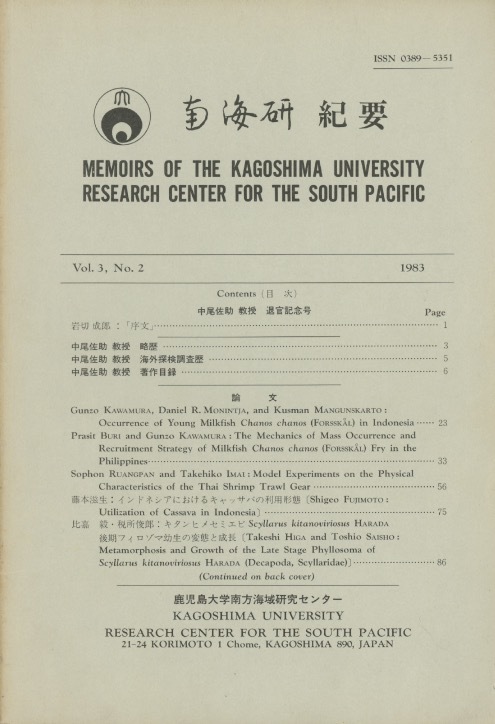 ISSN 0389-5351
南海研 紀要
MEMOIRS OF THE KAGOSHIMA UNIVERSITY
RESEARCH CENTER FOR THE SOUTH PACIFIC
Vol. 3, No. 2 1983
Contents (目 次)
中尾佐助 教授 退官記念号 Page
岩切成郎:「序文」 1
中尾佐助 教授 略歴 3
中尾佐助 教授 海外探検調査歴 5
中尾佐助 教授 著作目録 6
論 文
Gunzo KAWAMURA, Daniel R. MONINTJA, and Kusman MANGUNSKARTO:
Occurrence of Young Milkfish Chanos chanos (FORSSKÅL) in Indonesia 23
Prasit BURI and Gunzo KAWAMURA: The Mechanics of Mass Occurrence and
Recruitment Strategy of Milkfish Chanos chanos (FORSSKÅL) Fry in the
Philippines 33
Sophon RUANGPAN and Takehiko IMAI: Model Experiments on the Physical
Characteristics of the Thai Shrimp Trawl Gear 56
藤本滋生:インドネシアにおけるキャッサバの利用形態〔Shigeo FUJIMOTO:
Utilization of Cassava in Indonesia〕 75
比嘉 毅・税所俊郎:キタンヒメセミエビ Scyllarus kitanoviriosus HARADA
後期フィロゾマ幼生の変態と成長〔Takeshi HIGA and Toshio SAISHO:
Metamorphosis and Growth of the Late Stage Phyllosoma of
Scyllarus kitanoviriosus HARADA (Decapoda, Scyllaridae)〕 86
(Continued on back cover)
鹿児島大学南方海域研究センター
KAGOSHIMA UNIVERSITY
RESEARCH CENTER FOR THE SOUTH PACIFIC
21-24 KORIMOTO 1 Chome, KAGOSHIMA 890, JAPAN